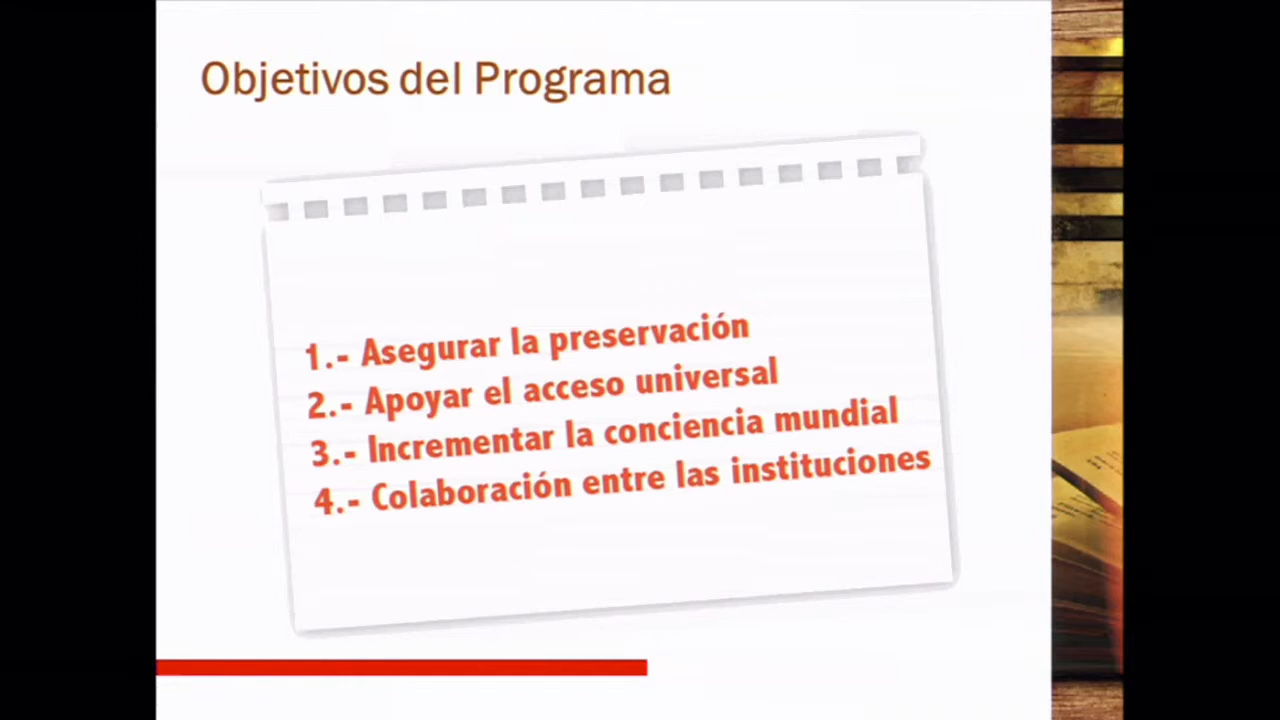 Objetivos del Programa
1.- Asegurar la preservación
2.- Apoyar el acceso universal
3.- Incrementar la conciencia mundial
4.- Colaboración entre las instituciones